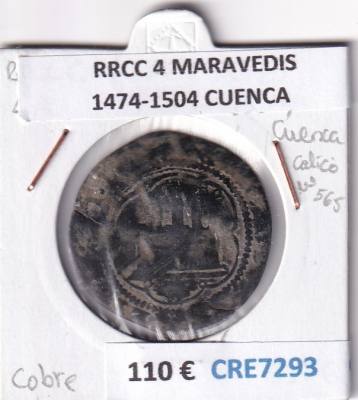 RRCC 4 MARAVEDIS
1474-1504 CUENCA
Cuenca
calicó
nº 565
Cobre
110 € CRE7293